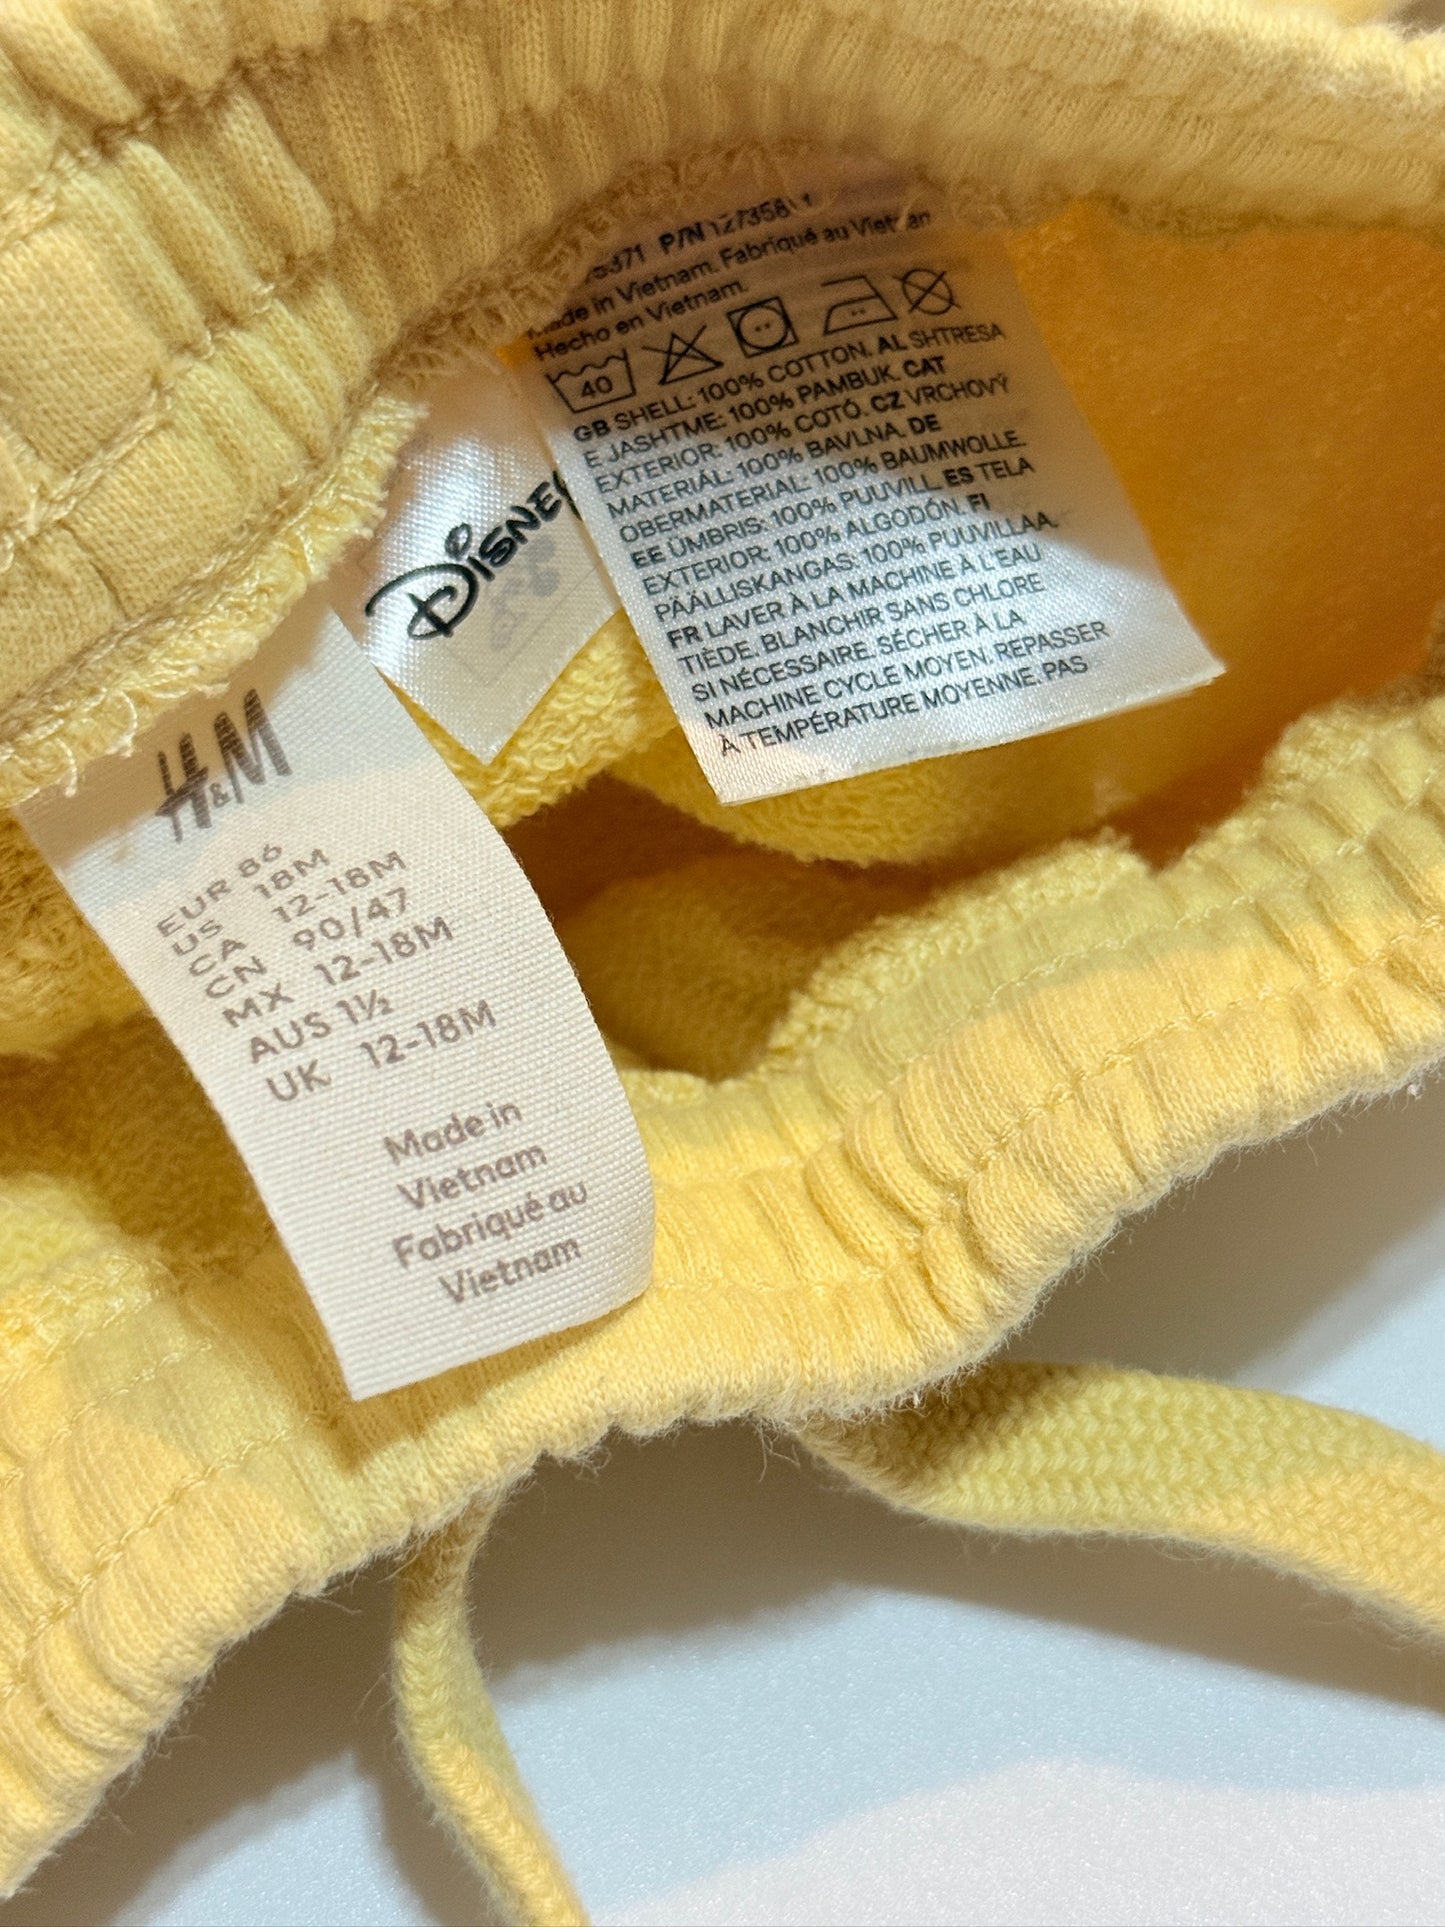 P/N
Made in Vietnam. Fabriqué au Vietnam
Hecho en Vietnam.
40
GB SHELL: 100% COTTON. AL SHTRESA
E JASHTME: 100% PAMBUK. CAT
EXTERIOR: 100% COTÓ. CZ VRCHOVÝ
MATERIÁL: 100% BAVLNA. DE
OBERMATERIAL: 100% BAUMWOLLE.
EE ÜMBRIS: 100% PUUVILL. ES TELA
EXTERIOR: 100% ALGODÓN. FI
PÄÄLLISKANGAS: 100% PUUVILLAA.
FR LAVER À LA MACHINE À L'EAU
TIÈDE. BLANCHIR SANS CHLORE
SI NÉCESSAIRE. SÉCHER À LA
MACHINE CYCLE MOYEN. REPASSER
À TEMPÉRATURE MOYENNE. PAS
DISNEY
H&M
EUR 86
US 18M
CA 12-18M
CN 90/47
MX 12-18M
AUS 1½
UK 12-18M
Made in
Vietnam
Fabriqué au
Vietnam